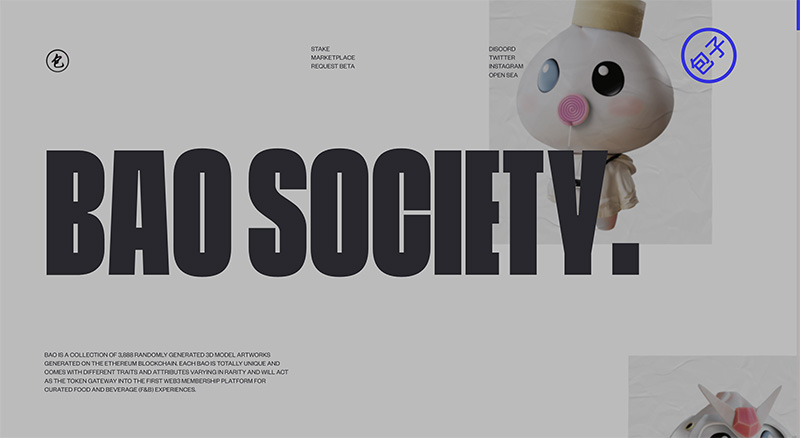 包
STAKE
MARKETPLACE
REQUEST BETA
DISCORD
TWITTER
INSTAGRAM
OPEN SEA
包子
BAO SOCIETY.
BAO IS A COLLECTION OF 3,888 RANDOMLY GENERATED 3D MODEL ARTWORKS
GENERATED ON THE ETHEREUM BLOCKCHAIN. EACH BAO IS TOTALLY UNIQUE AND
COMES WITH DIFFERENT TRAITS AND ATTRIBUTES VARYING IN RARITY AND WILL ACT
AS THE TOKEN GATEWAY INTO THE FIRST WEB3 MEMBERSHIP PLATFORM FOR
CURATED FOOD AND BEVERAGE (F&B) EXPERIENCES.